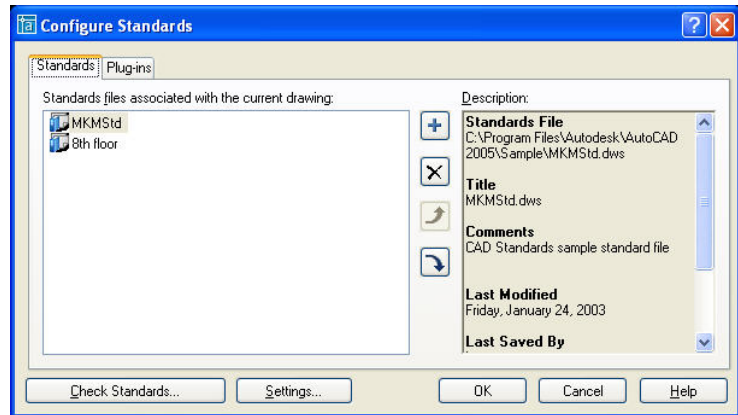 Configure Standards
Standards Plug-ins
Standards files associated with the current drawing:
MKMStd
8th floor
Description:
Standards File
C:\Program Files\Autodesk\AutoCAD
2005\Sample\MKMStd.dws
Title
MKMStd.dws
Comments
CAD Standards sample standard file
Last Modified
Friday, January 24, 2003
Last Saved By
Check Standards... Settings... OK Cancel Help